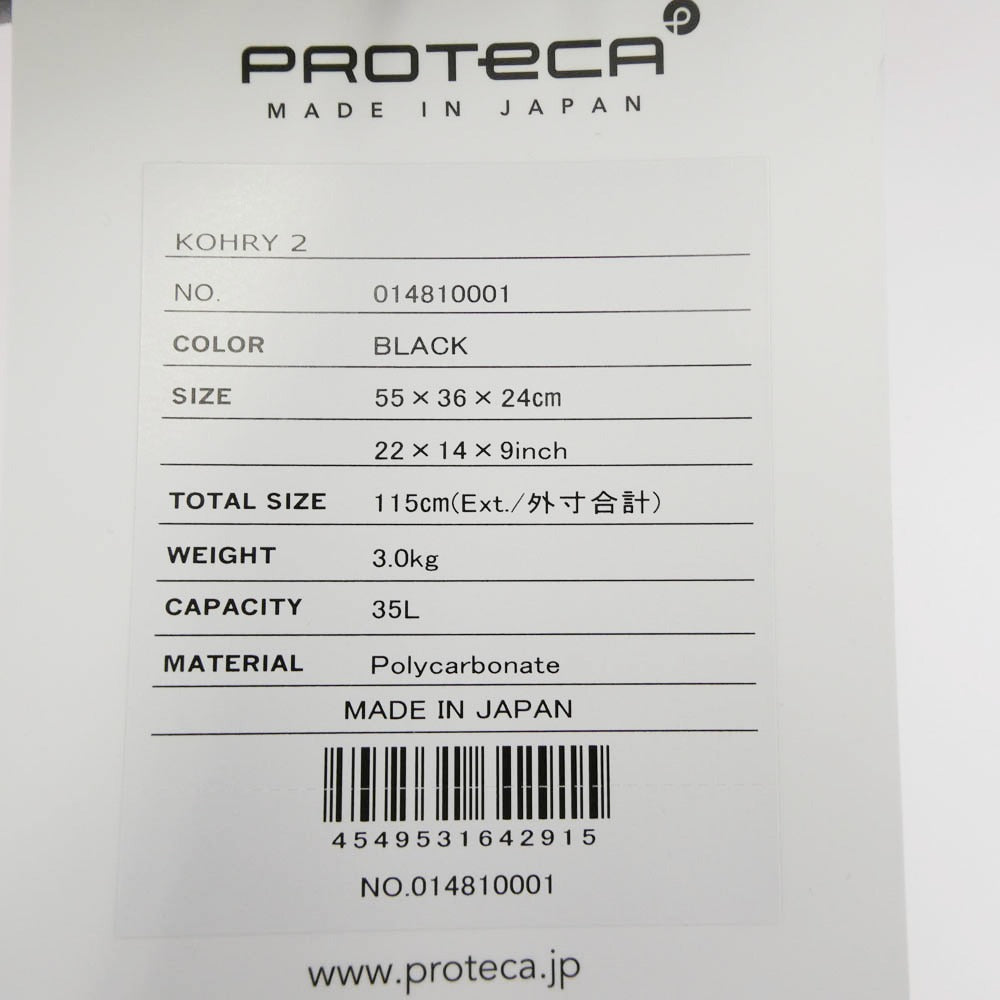 PROTECA
MADE IN JAPAN
KOHRY 2
NO. 014810001
COLOR BLACK
SIZE 55×36×24cm
22×14×9inch
TOTAL SIZE 115cm(Ext./外寸合計)
WEIGHT 3.0kg
CAPACITY 35L
MATERIAL Polycarbonate
MADE IN JAPAN
4549531642915
NO.014810001
www.proteca.jp